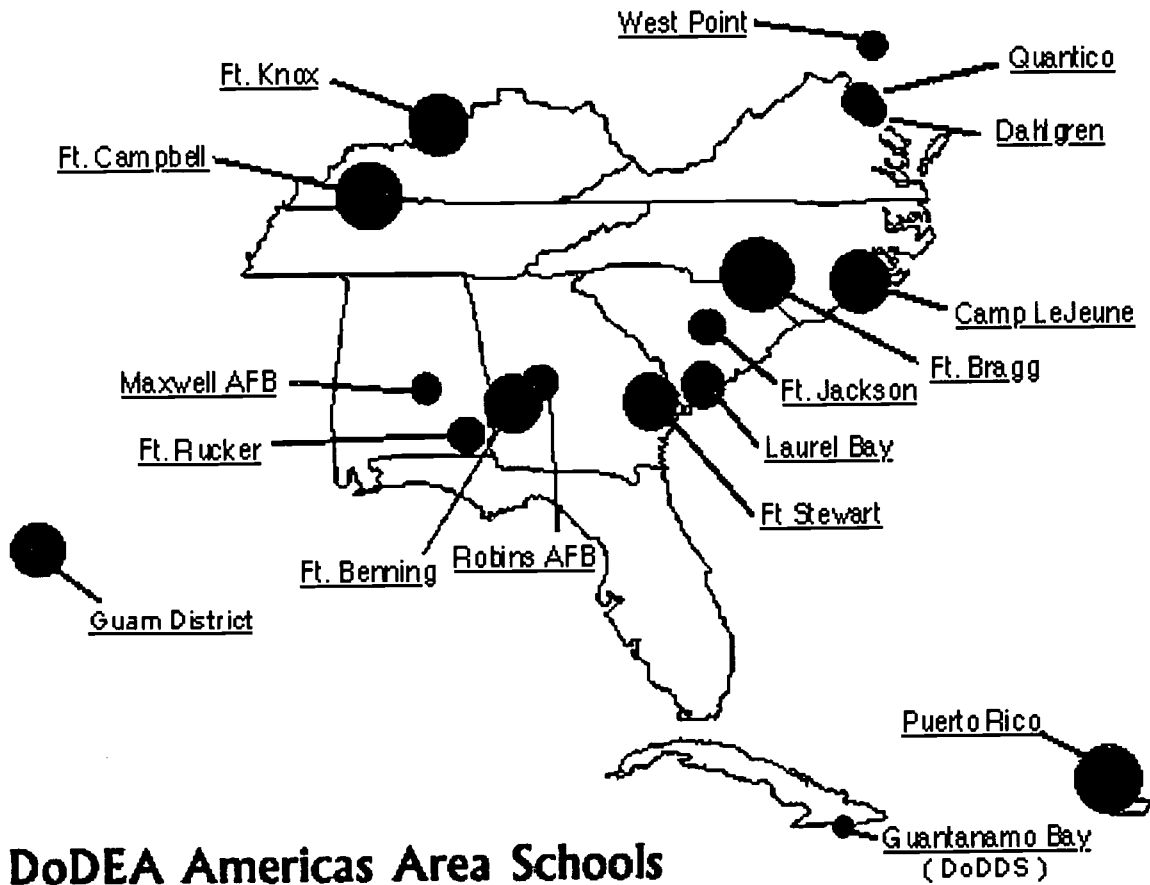 West Point
Quantico
Ft. Knox
Dahlgren
Ft. Campbell
Camp LeJeune
Ft. Bragg
Maxwell AFB
Ft. Jackson
Ft. Rucker
Laurel Bay
Ft Stewart
Robins AFB
Ft. Benning
Guam District
Puerto Rico
Guantanamo Bay
(DoDDS)
DoDEA Americas Area Schools